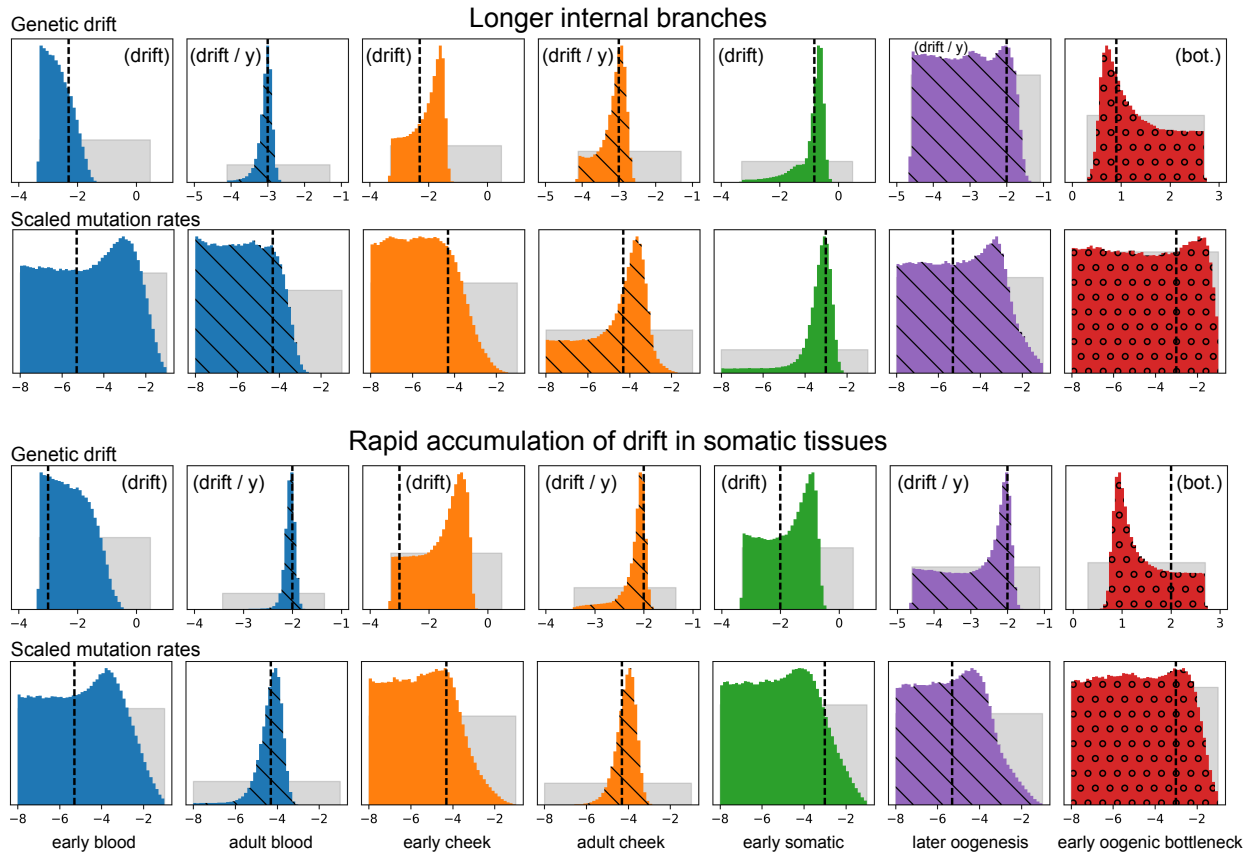 Longer internal branches
Genetic drift
(drift) (drift / y) (drift) (drift / y) (drift) (drift / y) (bot.)
−4 −2 0 −5 −4 −3 −2 −1 −4 −2 0 −5 −4 −3 −2 −1 −4 −2 0 −5 −4 −3 −2 −1 0 1 2 3
Scaled mutation rates
−8 −6 −4 −2 −8 −6 −4 −2 −8 −6 −4 −2 −8 −6 −4 −2 −8 −6 −4 −2 −8 −6 −4 −2 −8 −6 −4 −2
Rapid accumulation of drift in somatic tissues
Genetic drift
(drift) (drift / y) (drift) (drift / y) (drift) (drift / y) (bot.)
−4 −2 0 −4 −3 −2 −1 −4 −2 0 −4 −3 −2 −1 −4 −2 0 −5 −4 −3 −2 −1 0 1 2 3
Scaled mutation rates
−8 −6 −4 −2 −8 −6 −4 −2 −8 −6 −4 −2 −8 −6 −4 −2 −8 −6 −4 −2 −8 −6 −4 −2 −8 −6 −4 −2
early blood adult blood early cheek adult cheek early somatic later oogenesis early oogenic bottleneck